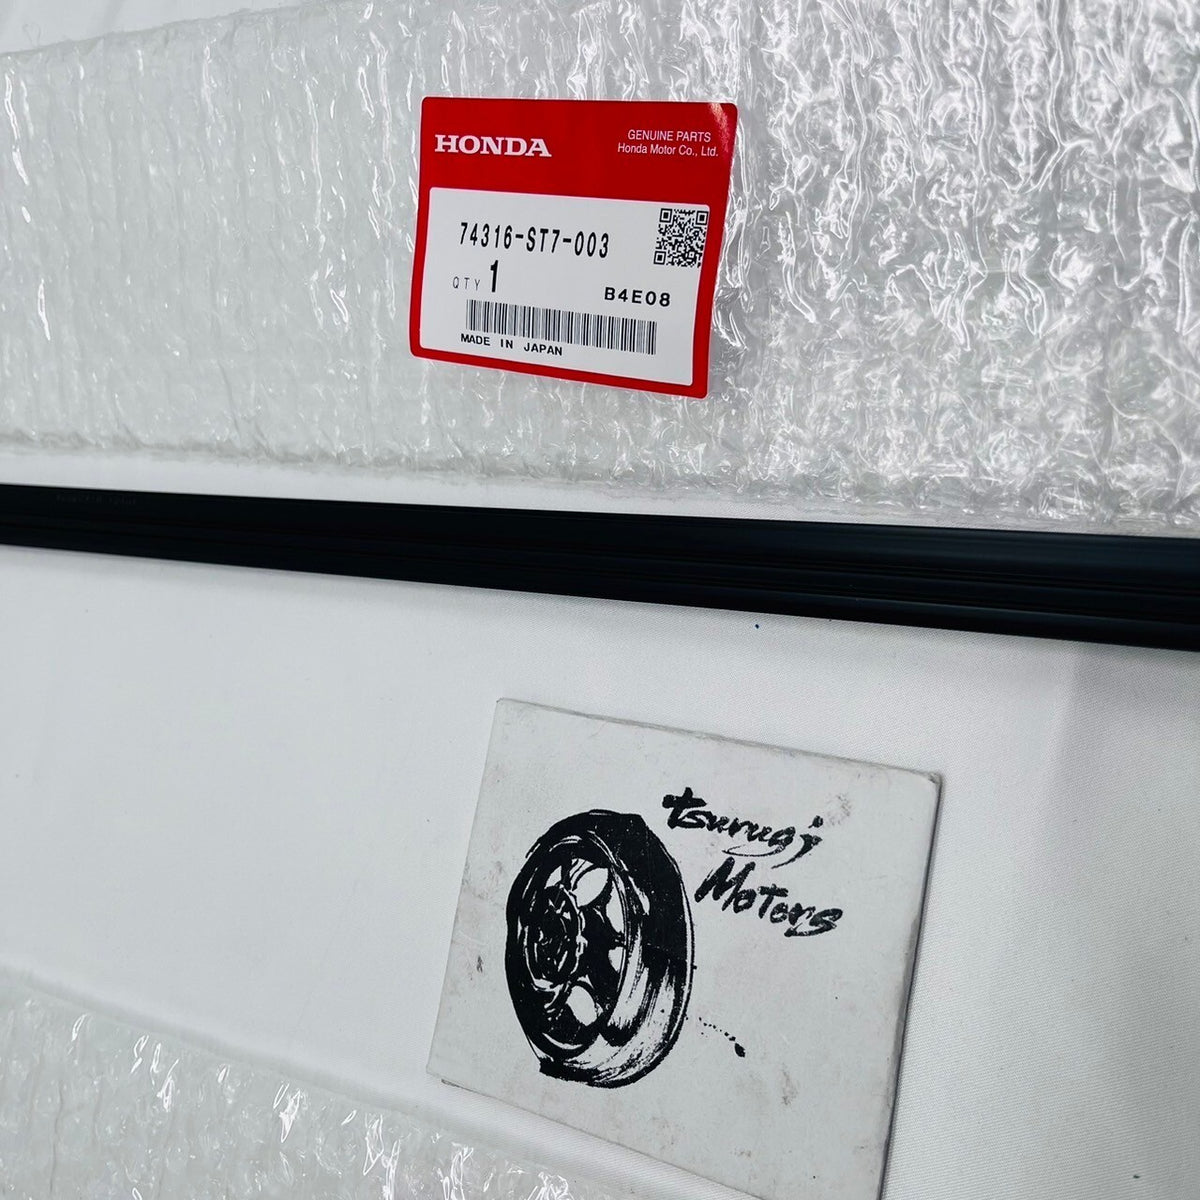 HONDA
GENUINE PARTS
Honda Motor Co., Ltd.
74316-ST7-003
QTY 1
B4E08
MADE IN JAPAN
tsurugi
Motors